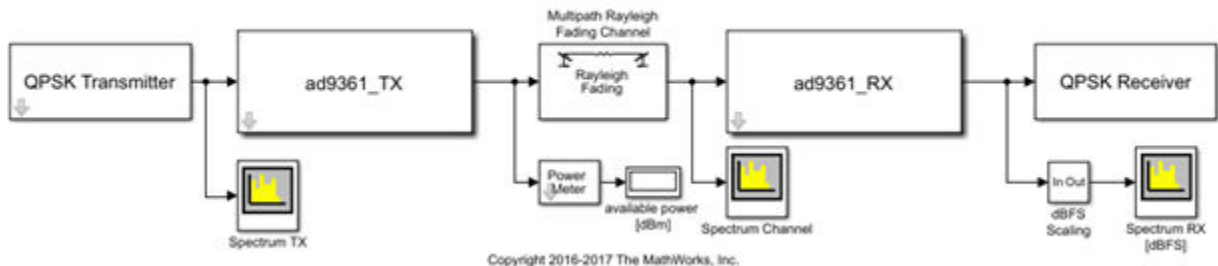 Multipath Rayleigh
Fading Channel
QPSK Transmitter
ad9361_TX
Rayleigh
Fading
ad9361_RX
QPSK Receiver
Spectrum TX
Power
Meter
available power
[dBm]
Spectrum Channel
In Out
dBFS
Scaling
Spectrum RX
[dBFS]
Copyright 2016-2017 The MathWorks, Inc.